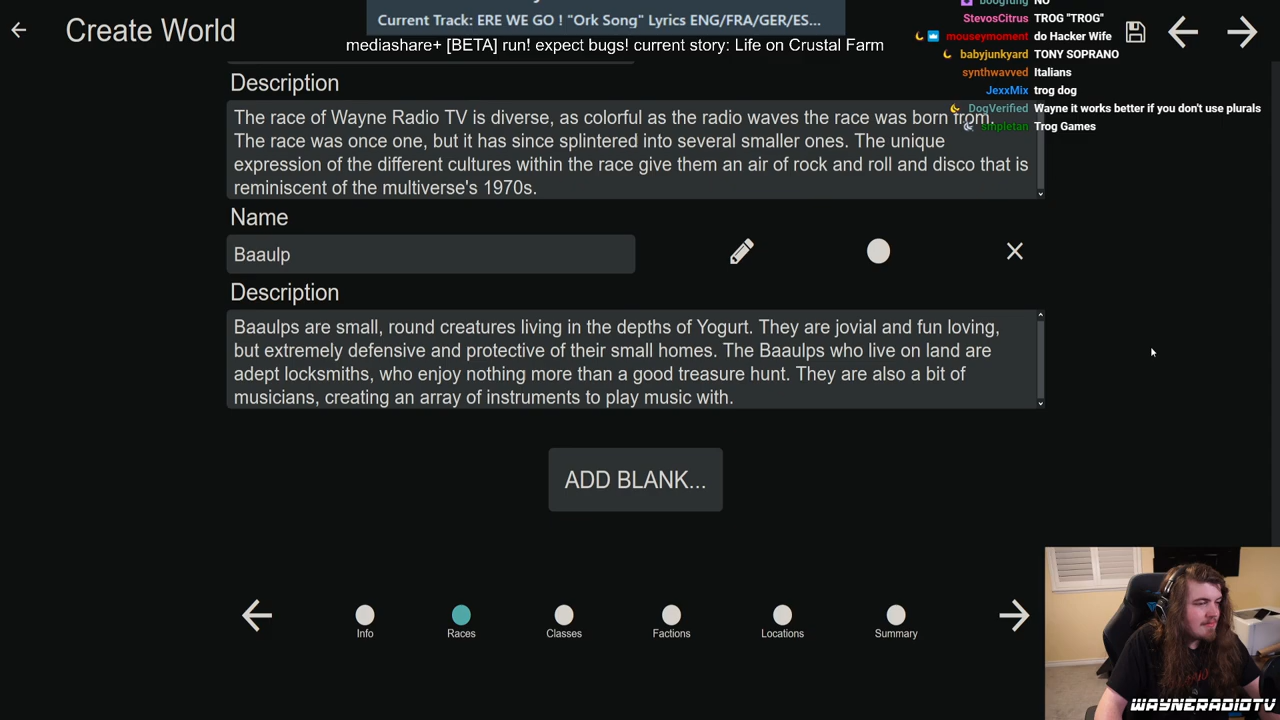 Create World
Current Track: ERE WE GO ! "Ork Song" Lyrics ENG/FRA/GER/ES...
mediashare+ [BETA] run! expect bugs! current story: Life on Crustal Farm
NO
StevosCitrus TROG "TROG"
mouseymoment do Hacker Wife
babyjunkyard TONY SOPRANO
synthwavved Italians
JexxMix trog dog
DogVerified Wayne it works better if you don't use plurals
simpletan Trog Games
Description
The race of Wayne Radio TV is diverse, as colorful as the radio waves the race was born from.
The race was once one, but it has since splintered into several smaller ones. The unique
expression of the different cultures within the race give them an air of rock and roll and disco that is
reminiscent of the multiverse's 1970s.
Name
Baaulp
Description
Baaulps are small, round creatures living in the depths of Yogurt. They are jovial and fun loving,
but extremely defensive and protective of their small homes. The Baaulps who live on land are
adept locksmiths, who enjoy nothing more than a good treasure hunt. They are also a bit of
musicians, creating an array of instruments to play music with.
ADD BLANK...
Info
Races
Classes
Factions
Locations
Summary
WAYNERADIOTV